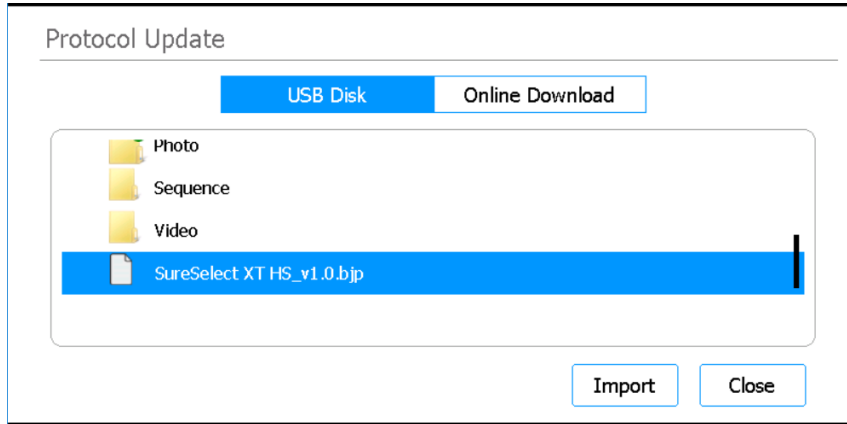 Protocol Update
USB Disk Online Download
Photo
Sequence
Video
SureSelect XT HS_v1.0.bjp
Import Close